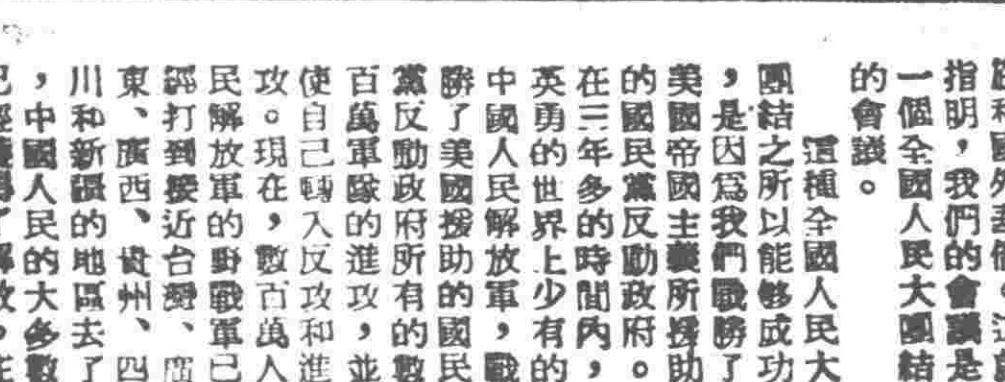 指明，我們的會議是
一個全國人民大團結
的會議。
這種全國人民大
團結之所以能够成功
，是因爲我們戰勝了
美國帝國主義所援助
的國民黨反動政府。
在三年多的時間內，
英勇的世界上少有的
中國人民解放軍，戰
勝了美國援助的國民
黨反動政府所有的數
百萬軍隊的進攻，並
使自己轉入反攻和進
攻。現在，數百萬人
民解放軍的野戰軍已
經打到接近台灣、廣
東、廣西、貴州、四
川和新疆的地區去了
，中國人民的大多數